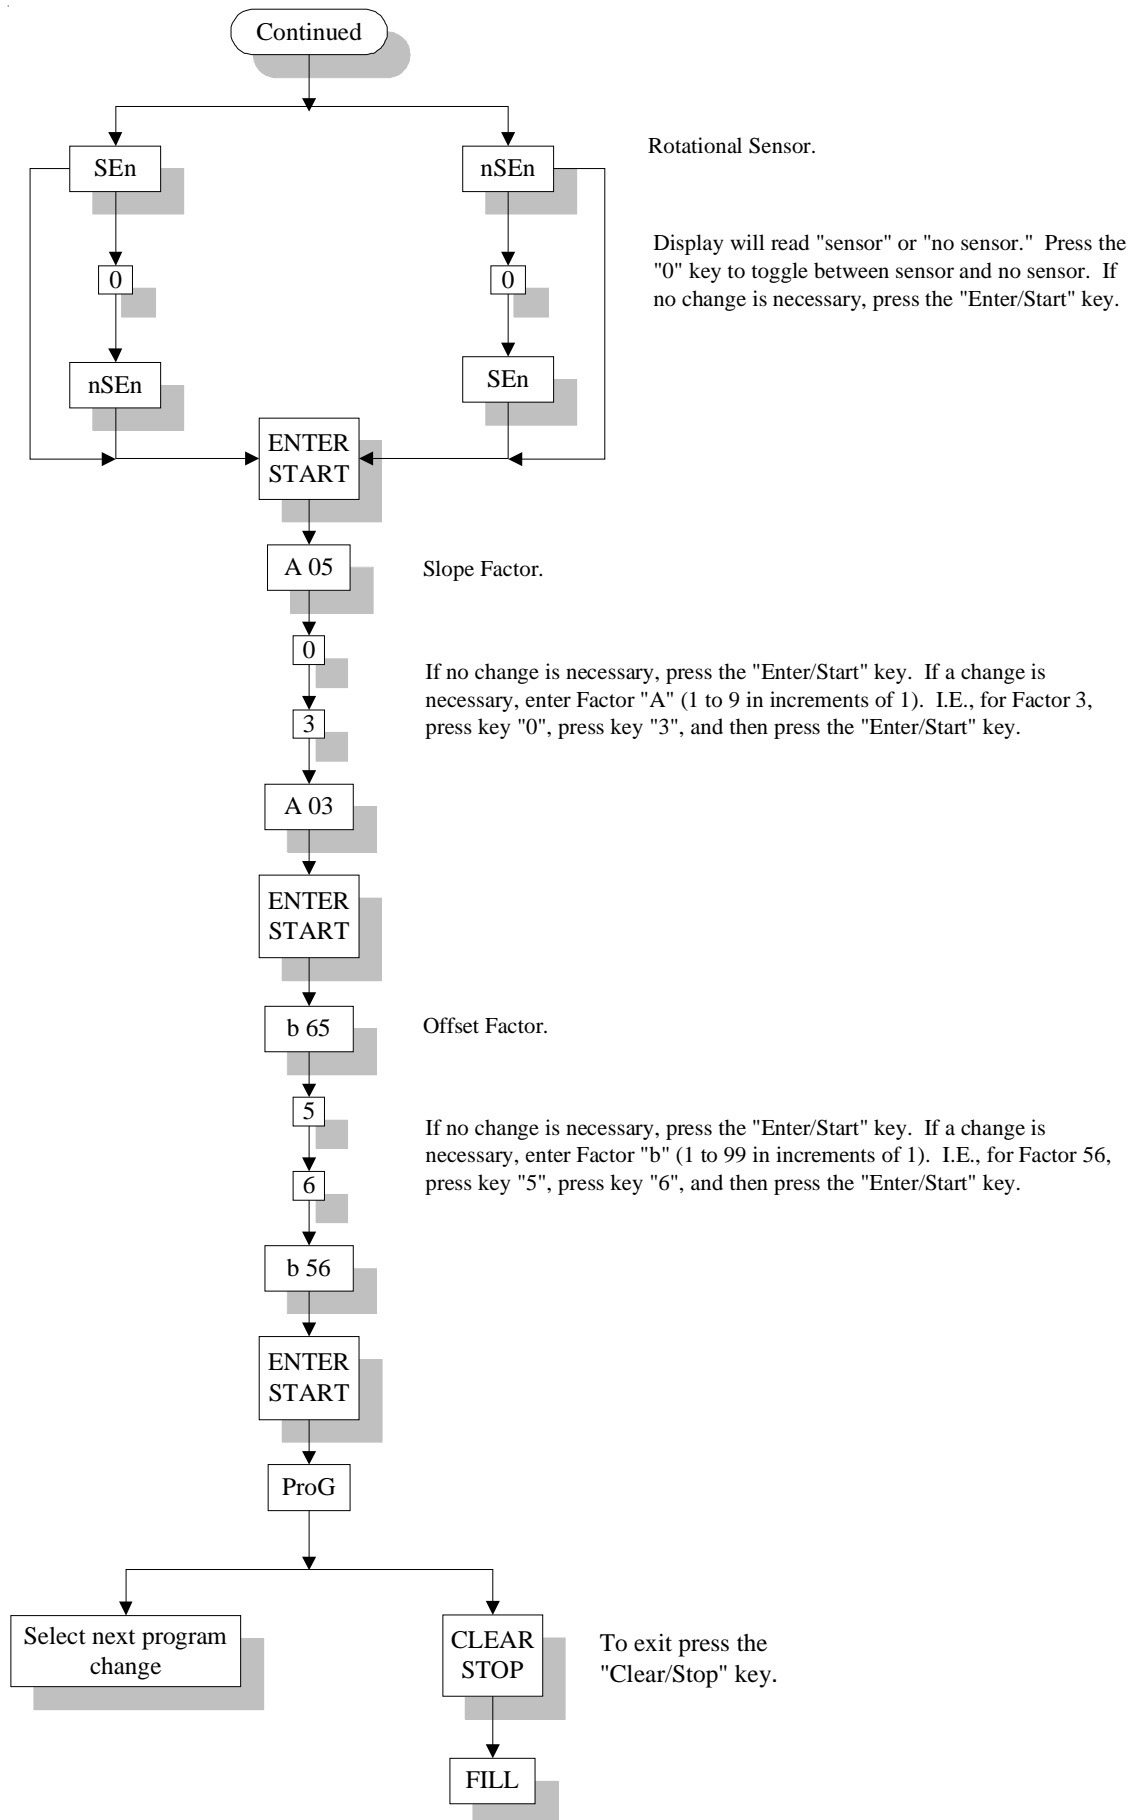 Continued
SEn
nSEn
Rotational Sensor.
0
0
Display will read "sensor" or "no sensor." Press the
"0" key to toggle between sensor and no sensor. If
no change is necessary, press the "Enter/Start" key.
nSEn
SEn
ENTER
START
A 05
Slope Factor.
0
3
If no change is necessary, press the "Enter/Start" key. If a change is
necessary, enter Factor "A" (1 to 9 in increments of 1). I.E., for Factor 3,
press key "0", press key "3", and then press the "Enter/Start" key.
A 03
ENTER
START
b 65
Offset Factor.
5
6
If no change is necessary, press the "Enter/Start" key. If a change is
necessary, enter Factor "b" (1 to 99 in increments of 1). I.E., for Factor 56,
press key "5", press key "6", and then press the "Enter/Start" key.
b 56
ENTER
START
ProG
Select next program
change
CLEAR
STOP
To exit press the
"Clear/Stop" key.
FILL